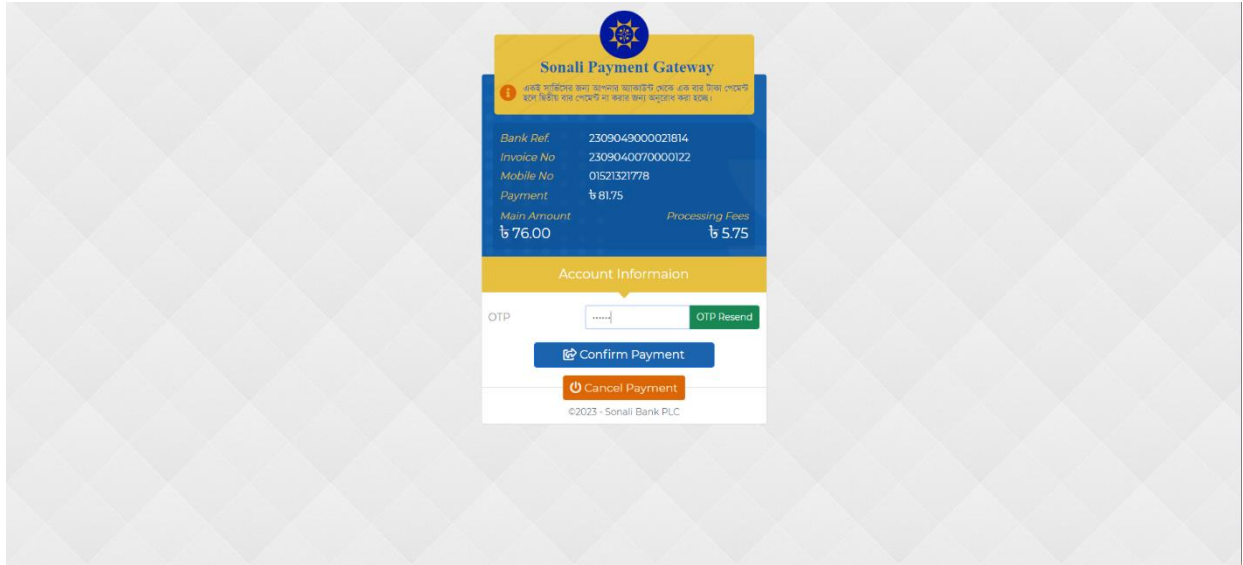 Sonali Payment Gateway
একই সার্ভিসের জন্য আপনার অ্যাকাউন্ট থেকে এক বার টাকা পেমেন্ট
হলে দ্বিতীয় বার পেমেন্ট না করার জন্য অনুরোধ করা হচ্ছে।
Bank Ref. 2309049000021814
Invoice No 2309040070000122
Mobile No 01521321778
Payment ৳ 81.75
Main Amount Processing Fees
৳ 76.00 ৳ 5.75
Account Informaion
OTP ...... OTP Resend
Confirm Payment
Cancel Payment
©2023 - Sonali Bank PLC